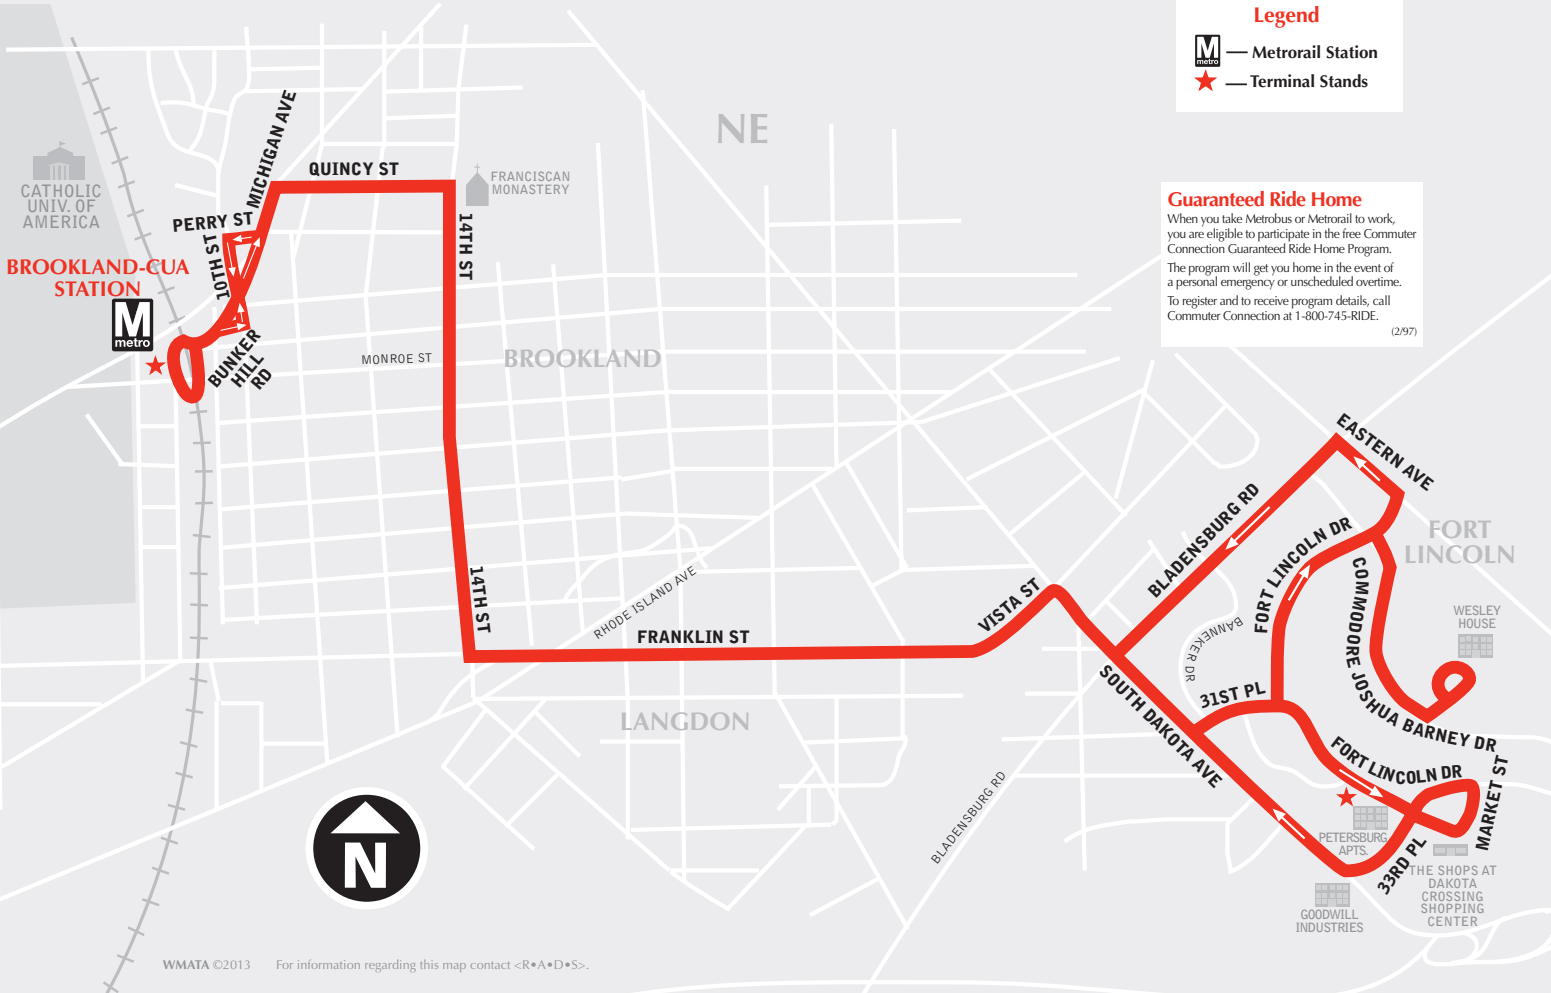 Legend
M
metro
— Metrorail Station
— Terminal Stands
NE
MICHIGAN AVE
QUINCY ST
FRANCISCAN
MONASTERY
CATHOLIC
UNIV. OF
AMERICA
PERRY ST
10TH ST
14TH ST
BROOKLAND-CUA
STATION
M
metro
BUNKER
HILL
RD
MONROE ST
BROOKLAND
Guaranteed Ride Home
When you take Metrobus or Metrorail to work,
you are eligible to participate in the free Commuter
Connection Guaranteed Ride Home Program.
The program will get you home in the event of
a personal emergency or unscheduled overtime.
To register and to receive program details, call
Commuter Connection at 1-800-745-RIDE.
(2/97)
EASTERN AVE
BLADENSBURG RD
FORT LINCOLN DR
FORT
LINCOLN
14TH ST
RHODE ISLAND AVE
FRANKLIN ST
VISTA ST
BANNEKER DR
COMMODORE JOSHUA BARNEY DR
WESLEY
HOUSE
SOUTH DAKOTA AVE
31ST PL
LANGDON
FORT LINCOLN DR
MARKET ST
BLADENSBURG RD
PETERSBURG
APTS.
33RD PL
THE SHOPS AT
DAKOTA
CROSSING
SHOPPING
CENTER
GOODWILL
INDUSTRIES
N
WMATA ©2013 For information regarding this map contact <R•A•D•S>.